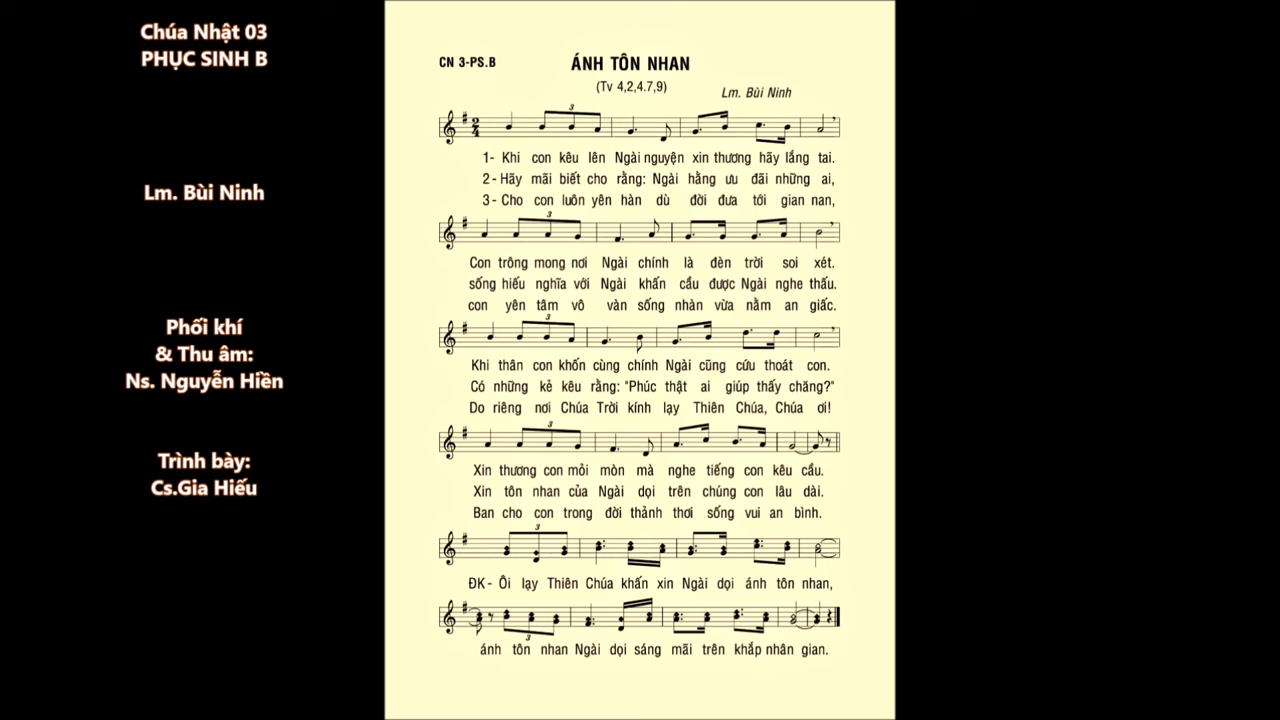 Chúa Nhật 03
PHỤC SINH B
Lm. Bùi Ninh
Phối khí
& Thu âm:
Ns. Nguyễn Hiền
Trình bày:
Cs.Gia Hiếu
CN 3-PS.B
ÁNH TÔN NHAN
(Tv 4,2,4.7,9)
Lm. Bùi Ninh
3
2
4
1- Khi con kêu lên Ngài nguyện xin thương hãy lắng tai.
2- Hãy mãi biết cho rằng: Ngài hằng ưu đãi những ai,
3- Cho con luôn yên hàn dù đời đưa tới gian nan,
3
Con trông mong nơi Ngài chính là đèn trời soi xét.
sống hiếu nghĩa với Ngài khấn cầu được Ngài nghe thấu.
con yên tâm vô vàn sống nhàn vừa nằm an giấc.
3
Khi thân con khốn cùng chính Ngài cũng cứu thoát con.
Có những kẻ kêu rằng: "Phúc thật ai giúp thấy chăng?"
Do riêng nơi Chúa Trời kính lạy Thiên Chúa, Chúa ơi!
3
Xin thương con mỏi mòn mà nghe tiếng con kêu cầu.
Xin tôn nhan của Ngài dọi trên chúng con lâu dài.
Ban cho con trong đời thảnh thơi sống vui an bình.
3
ĐK- Ôi lạy Thiên Chúa khấn xin Ngài dọi ánh tôn nhan,
3
ánh tôn nhan Ngài dọi sáng mãi trên khắp nhân gian.